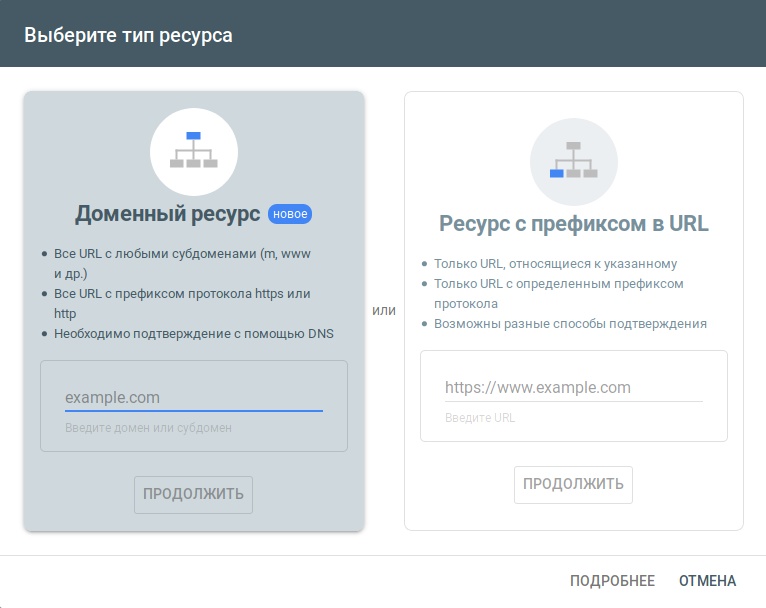 Выберите тип ресурса
Доменный ресурс новое
Все URL с любыми субдоменами (m, www
и др.)
Все URL с префиксом протокола https или
http
Необходимо подтверждение с помощью DNS
example.com
Введите домен или субдомен
ПРОДОЛЖИТЬ
или
Ресурс с префиксом в URL
Только URL, относящиеся к указанному
Только URL с определенным префиксом
протокола
Возможны разные способы подтверждения
https://www.example.com
Введите URL
ПРОДОЛЖИТЬ
ПОДРОБНЕЕ ОТМЕНА